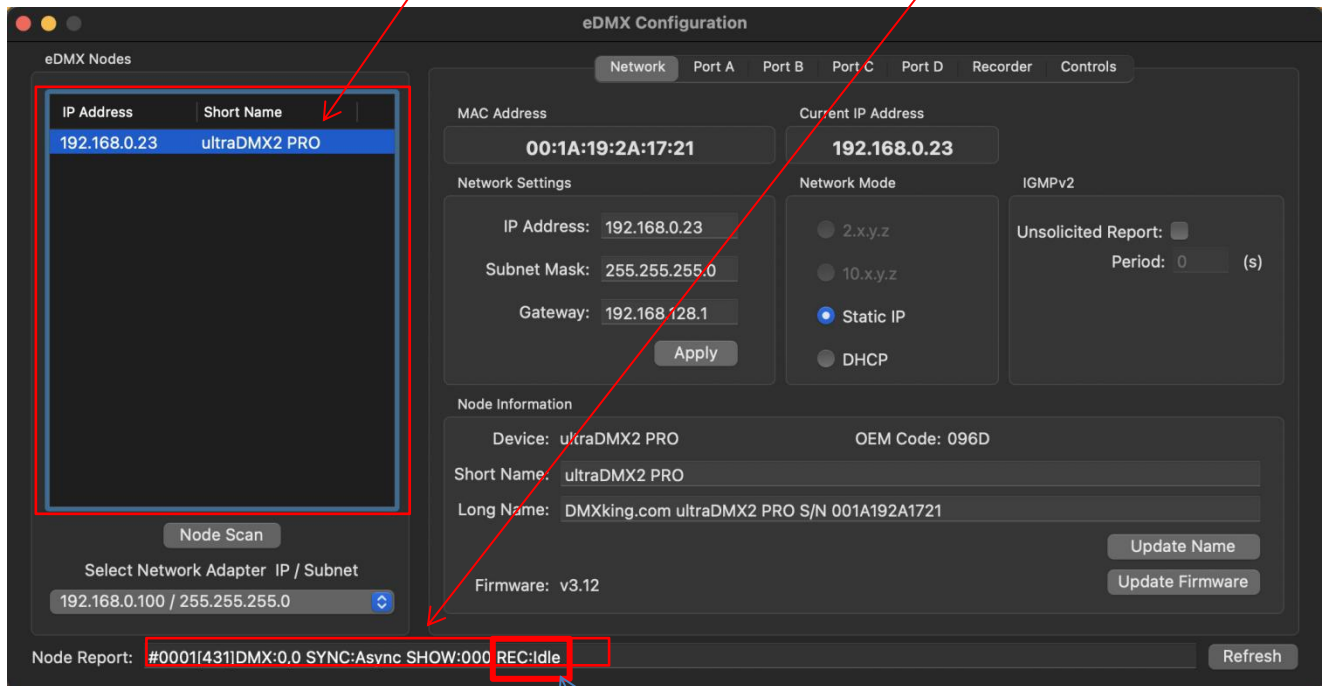 eDMX Configuration
eDMX Nodes
IP Address Short Name
192.168.0.23 ultraDMX2 PRO
Node Scan
Select Network Adapter IP / Subnet
192.168.0.100 / 255.255.255.0
Network Port A Port B Port C Port D Recorder Controls
MAC Address
00:1A:19:2A:17:21
Current IP Address
192.168.0.23
Network Settings
IP Address: 192.168.0.23
Subnet Mask: 255.255.255.0
Gateway: 192.168.128.1
Apply
Network Mode
2.x.y.z
10.x.y.z
Static IP
DHCP
IGMPv2
Unsolicited Report:
Period: 0 (s)
Node Information
Device: ultraDMX2 PRO OEM Code: 096D
Short Name: ultraDMX2 PRO
Long Name: DMXking.com ultraDMX2 PRO S/N 001A192A1721
Update Name
Firmware: v3.12 Update Firmware
Node Report: #0001[431]DMX:0,0 SYNC:Async SHOW:000 REC:Idle Refresh